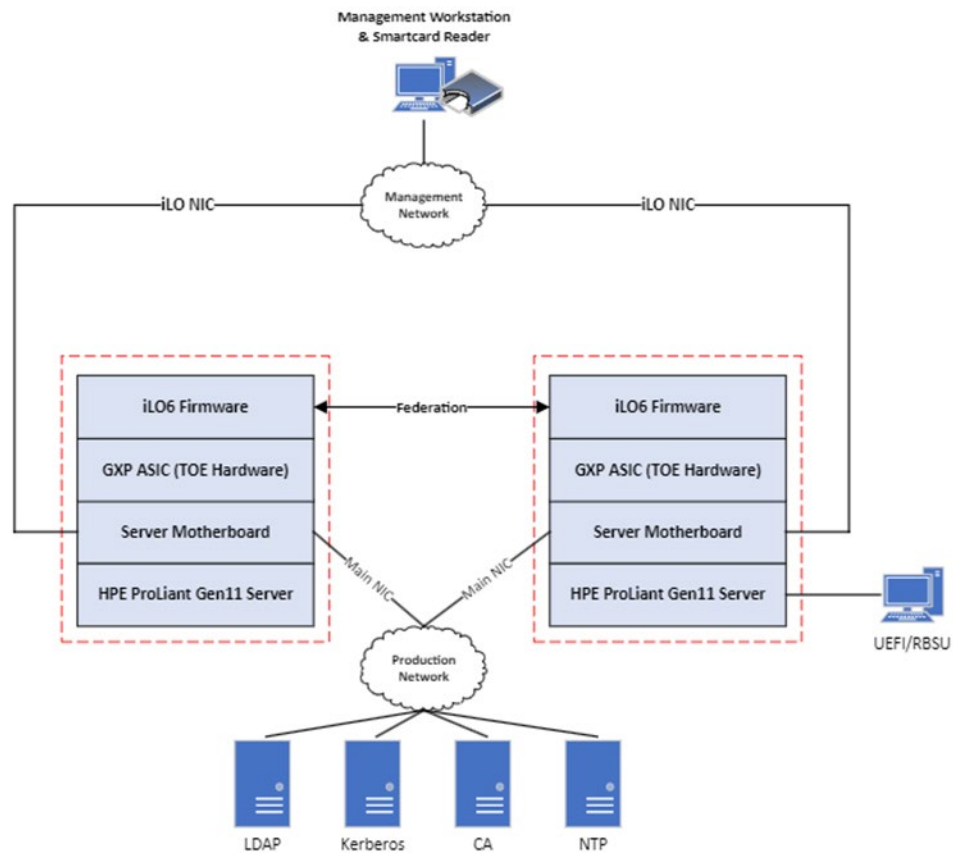 Management Workstation
& Smartcard Reader
Management
Network
iLO NIC
iLO NIC
iLO6 Firmware
GXP ASIC (TOE Hardware)
Server Motherboard
HPE ProLiant Gen11 Server
Federation
iLO6 Firmware
GXP ASIC (TOE Hardware)
Server Motherboard
HPE ProLiant Gen11 Server
Main NIC
Main NIC
UEFI/RBSU
Production
Network
LDAP
Kerberos
CA
NTP